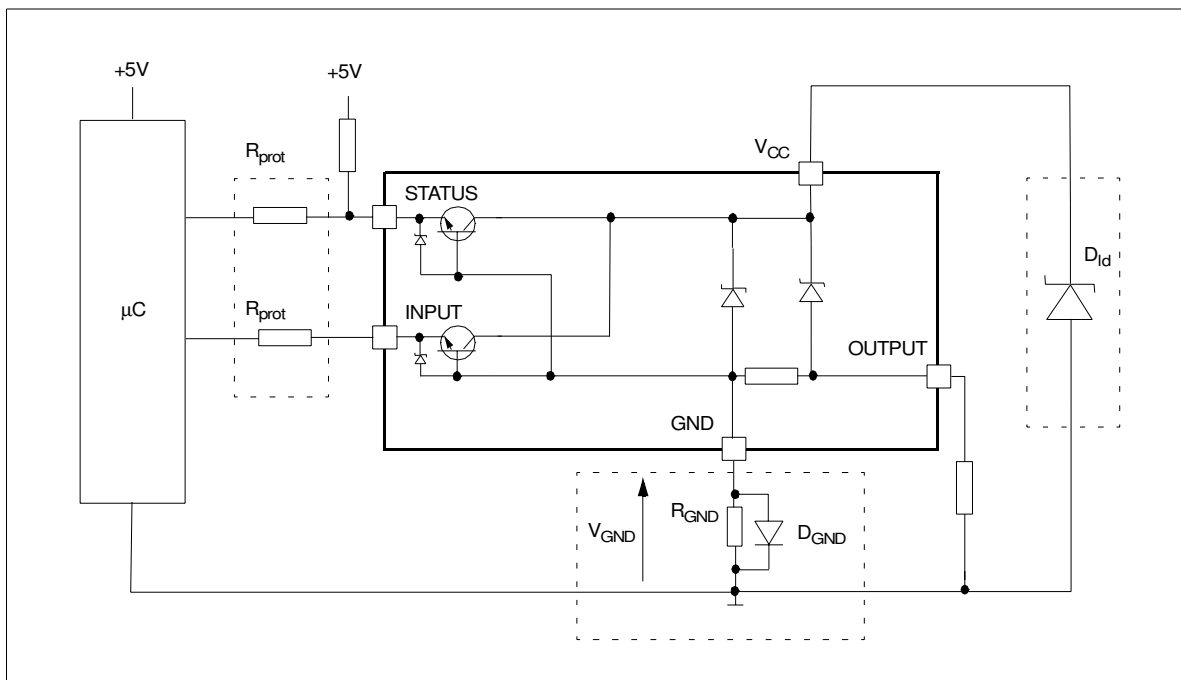 +5V
+5V
R_prot
V_CC
STATUS
D_ld
R_prot
INPUT
μC
OUTPUT
GND
R_GND
V_GND
D_GND